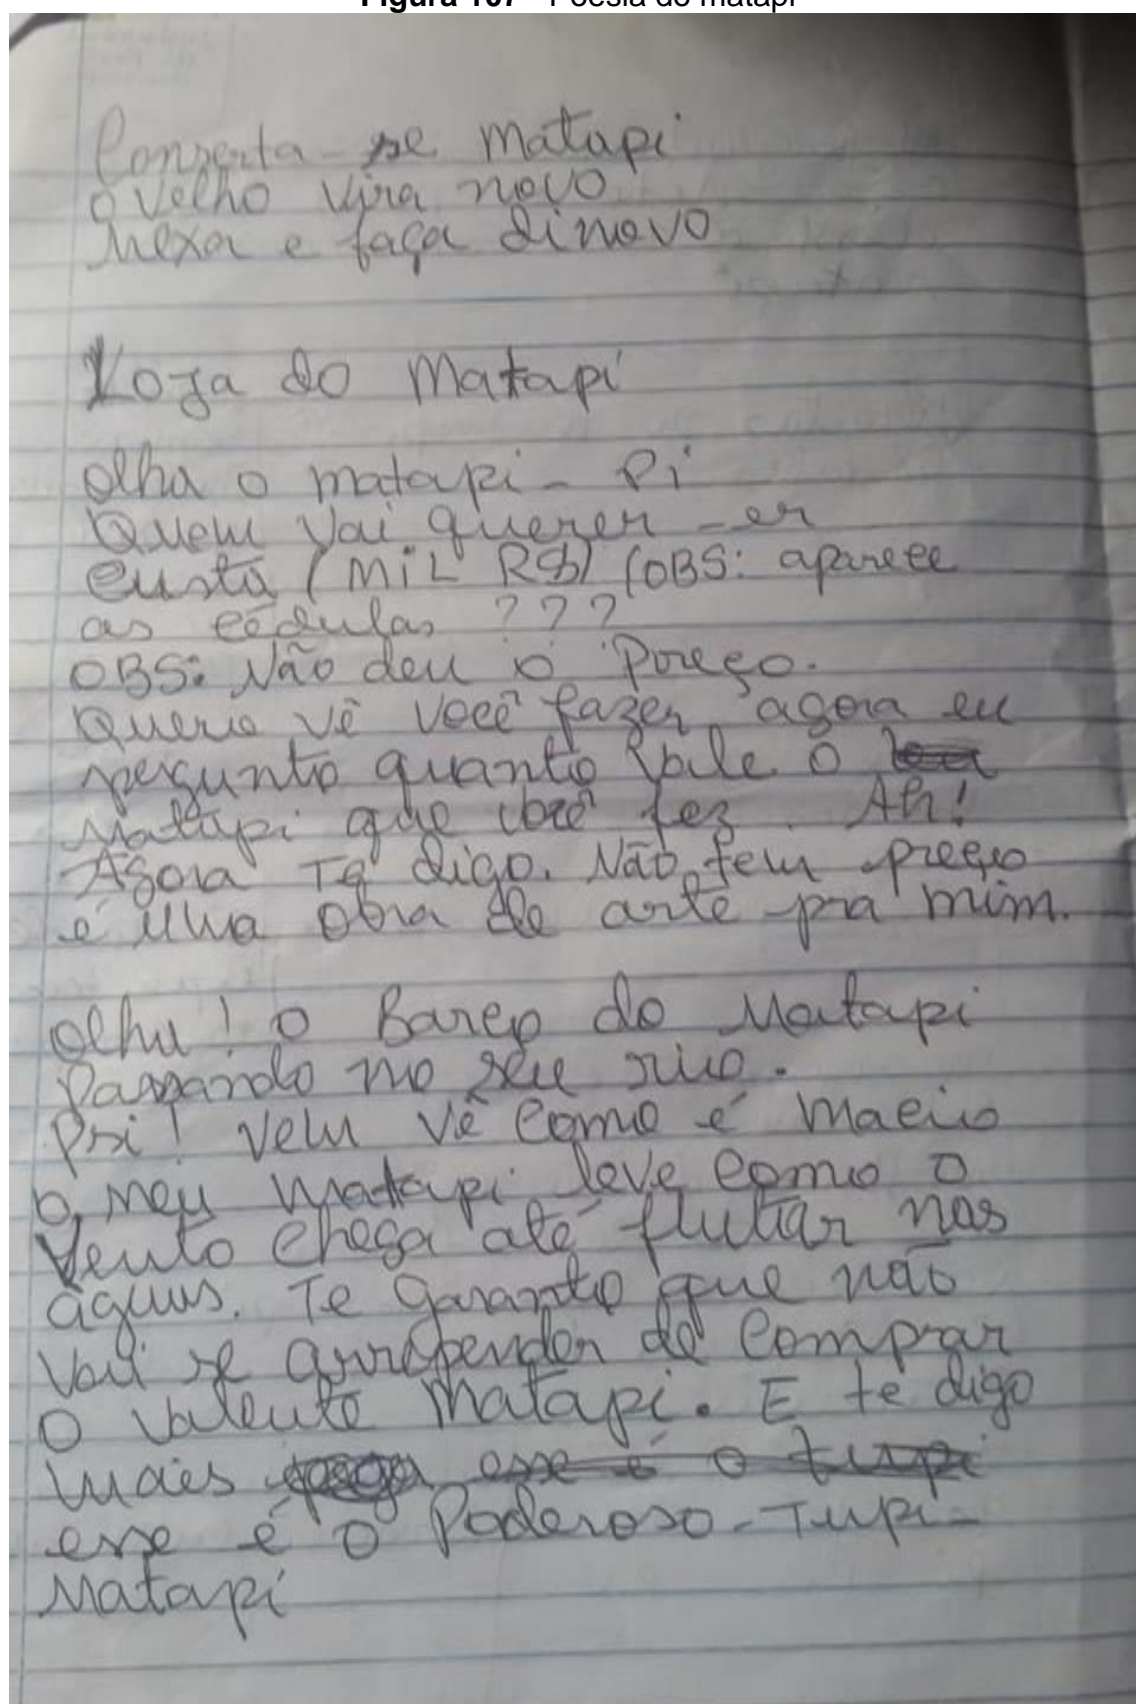 Figura 107 - Poesia do matapi
Conserta-se matapi
o velho vira novo
Mexa e faça dinovo
Loja do Matapi
olha o matapi - Pi
Quem Vai querer - er
Custa (MiL R$) (OBS: aparece
as cédulas ???
OBS: Não deu o Poreço.
Quero vê você fazer, agora eu
pergunto quanto vale o
Matapi que você fez. Ah!
Agora Te digo. Não tem preço
é uma obra de arte pra mim.
Olha! o Barco do Matapi
Passando no seu rio.
Psi! Vem Vê como é Macio
o meu Matapi leve como o
Vento chega até flutuar nas
águas. Te garanto que não
Vai se arrepender de comprar
o valente Matapi. E te digo
mais esse é o tupi
esse é o Poderoso-Tupi-
Matapi